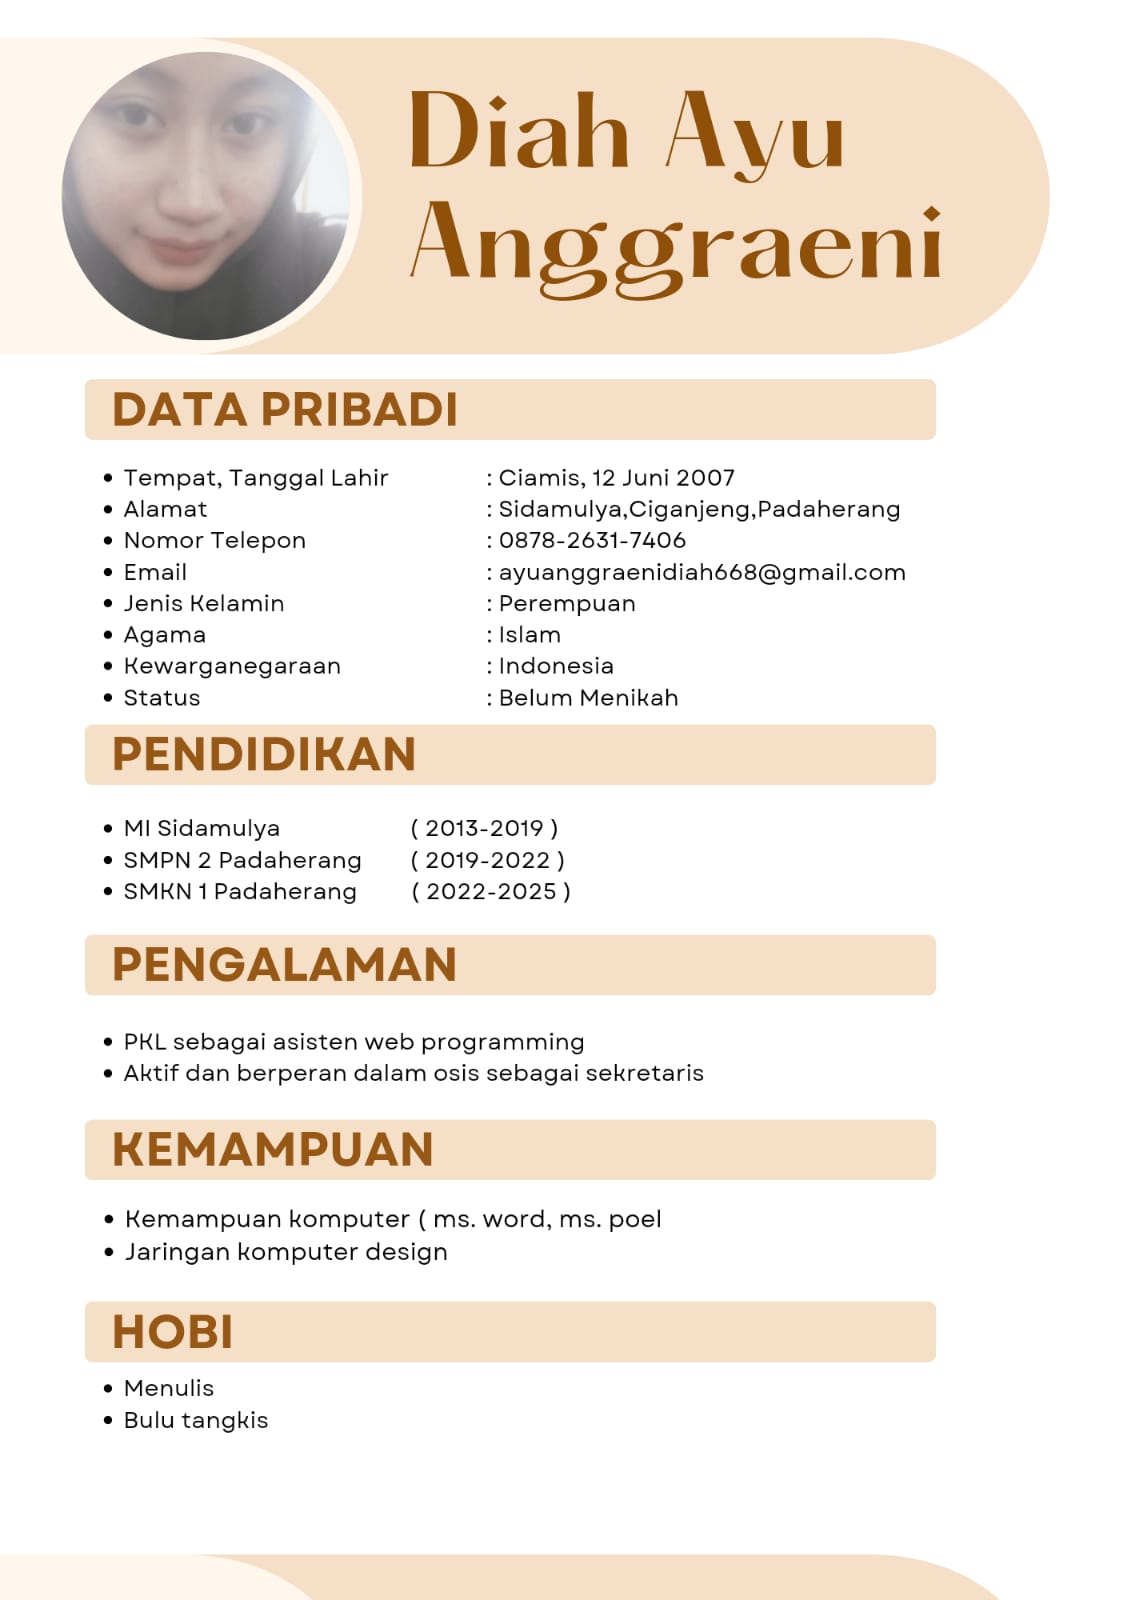 Diah Ayu
Anggraeni
DATA PRIBADI
• Tempat, Tanggal Lahir : Ciamis, 12 Juni 2007
• Alamat : Sidamulya,Ciganjeng,Padaherang
• Nomor Telepon : 0878-2631-7406
• Email : ayuanggraenidiah668@gmail.com
• Jenis Kelamin : Perempuan
• Agama : Islam
• Kewarganegaraan : Indonesia
• Status : Belum Menikah
PENDIDIKAN
• MI Sidamulya ( 2013-2019 )
• SMPN 2 Padaherang ( 2019-2022 )
• SMKN 1 Padaherang ( 2022-2025 )
PENGALAMAN
• PKL sebagai asisten web programming
• Aktif dan berperan dalam osis sebagai sekretaris
KEMAMPUAN
• Kemampuan komputer ( ms. word, ms. poel
• Jaringan komputer design
HOBI
• Menulis
• Bulu tangkis